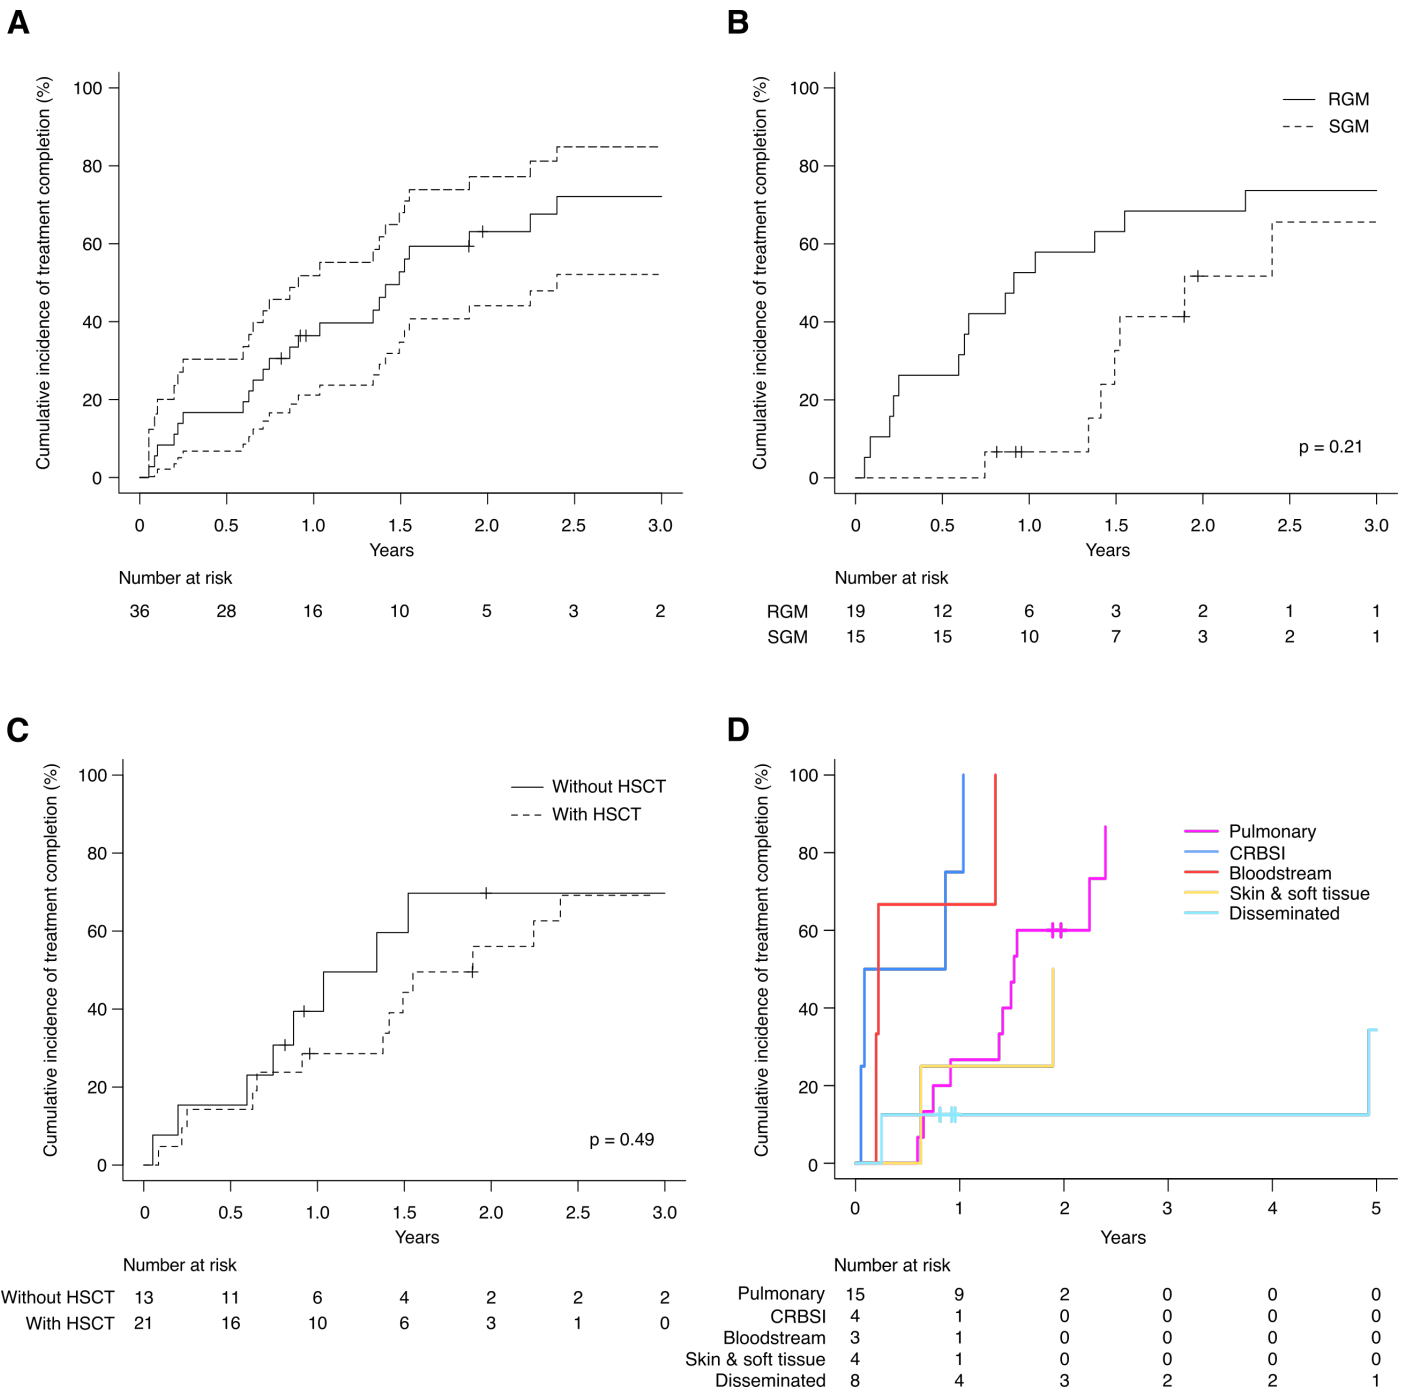 A
Cumulative incidence of treatment completion (%)
100
80
60
40
20
0
0 0.5 1.0 1.5 2.0 2.5 3.0
Years
Number at risk
36 28 16 10 5 3 2
B
Cumulative incidence of treatment completion (%)
100
80
60
40
20
0
RGM
SGM
p = 0.21
0 0.5 1.0 1.5 2.0 2.5 3.0
Years
Number at risk
RGM 19 12 6 3 2 1 1
SGM 15 15 10 7 3 2 1
C
Cumulative incidence of treatment completion (%)
100
80
60
40
20
0
Without HSCT
With HSCT
p = 0.49
0 0.5 1.0 1.5 2.0 2.5 3.0
Years
Number at risk
Without HSCT 13 11 6 4 2 2 2
With HSCT 21 16 10 6 3 1 0
D
Cumulative incidence of treatment completion (%)
100
80
60
40
20
0
Pulmonary
CRBSI
Bloodstream
Skin & soft tissue
Disseminated
0 1 2 3 4 5
Years
Number at risk
Pulmonary 15 9 2 0 0 0
CRBSI 4 1 0 0 0 0
Bloodstream 3 1 0 0 0 0
Skin & soft tissue 4 1 0 0 0 0
Disseminated 8 4 3 2 2 1